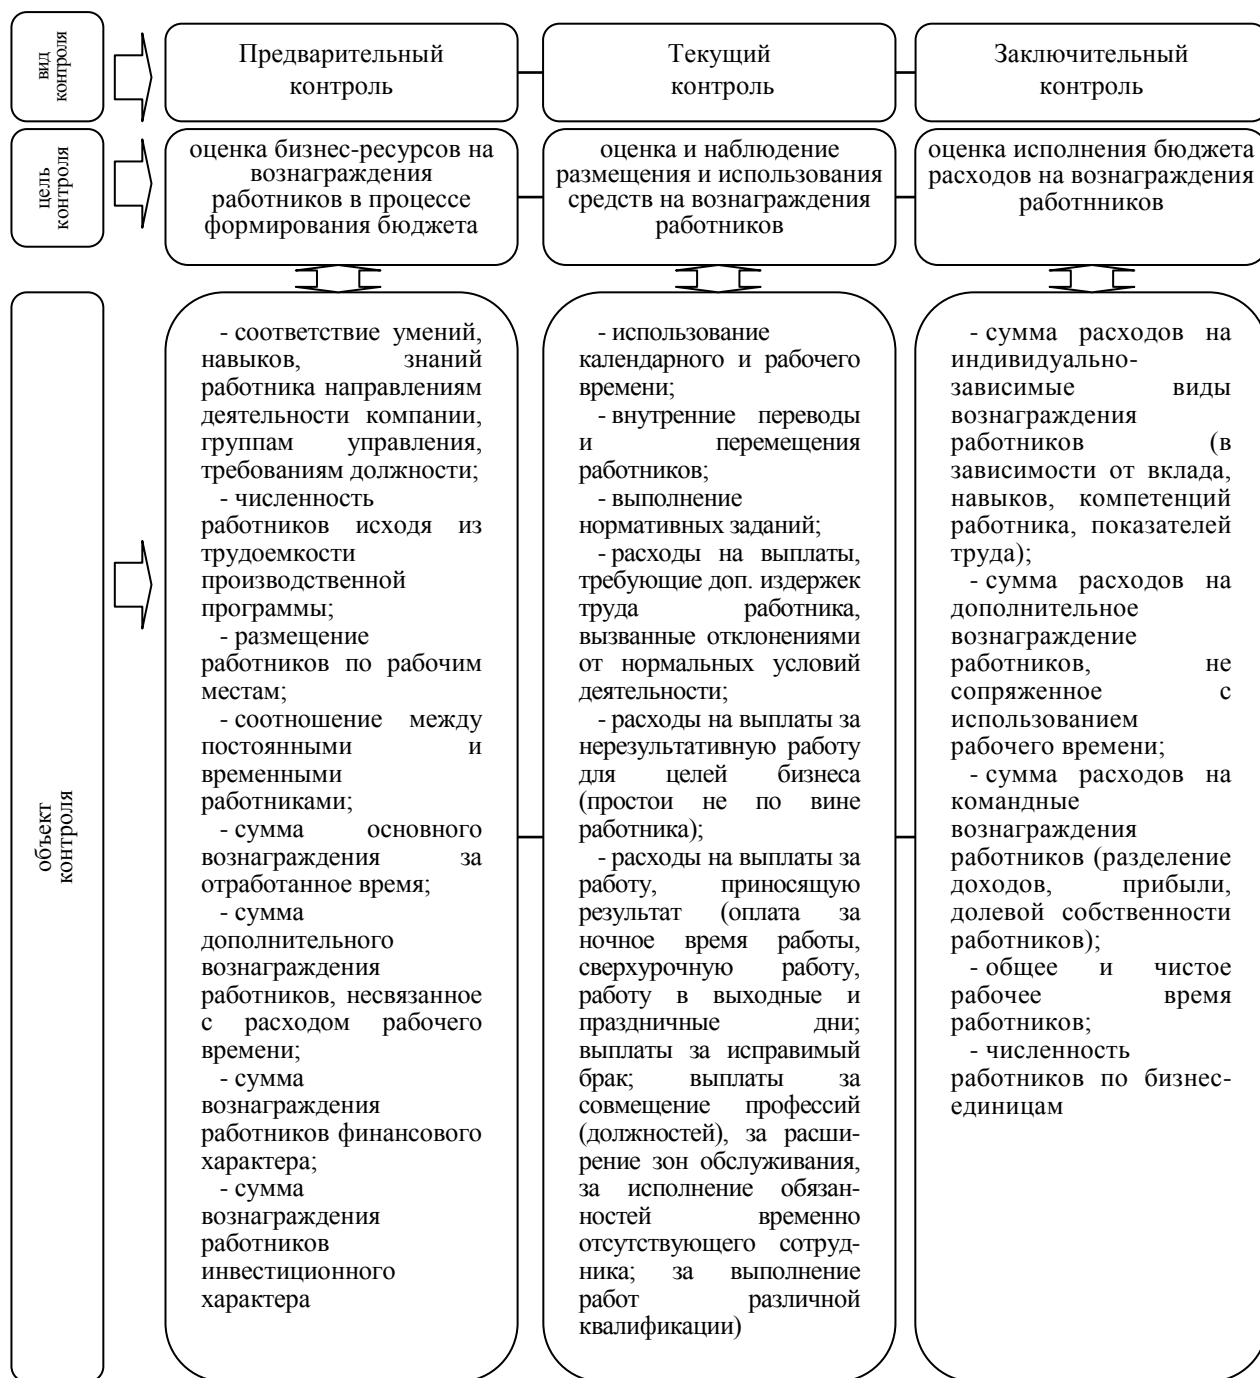 вид
контроля
Предварительный
контроль
Текущий
контроль
Заключительный
контроль
цель
контроля
оценка бизнес-ресурсов на
вознаграждения
работников в процессе
формирования бюджета
оценка и наблюдение
размещения и использования
средств на вознаграждения
работников
оценка исполнения бюджета
расходов на вознаграждения
работнников
объект
контроля
- соответствие умений,
навыков, знаний
работника направлениям
деятельности компании,
группам управления,
требованиям должности;
- численность
работников исходя из
трудоемкости
производственной
программы;
- размещение
работников по рабочим
местам;
- соотношение между
постоянными и
временными
работниками;
- сумма основного
вознаграждения за
отработанное время;
- сумма
дополнительного
вознаграждения
работников, несвязанное
с расходом рабочего
времени;
- сумма
вознаграждения
работников финансового
характера;
- сумма
вознаграждения
работников
инвестиционного
характера
- использование
календарного и рабочего
времени;
- внутренние переводы
и перемещения
работников;
- выполнение
нормативных заданий;
- расходы на выплаты,
требующие доп. издержек
труда работника,
вызванные отклонениями
от нормальных условий
деятельности;
- расходы на выплаты за
нерезультативную работу
для целей бизнеса
(простои не по вине
работника);
- расходы на выплаты за
работу, приносящую
результат (оплата за
ночное время работы,
сверхурочную работу,
работу в выходные и
праздничные дни;
выплаты за исправимый
брак; выплаты за
совмещение профессий
(должностей), за расши-
рение зон обслуживания,
за исполнение обязан-
ностей временно
отсутствующего сотруд-
ника; за выполнение
работ различной
квалификации)
- сумма расходов на
индивидуально-
зависимые виды
вознаграждения
работников (в
зависимости от вклада,
навыков, компетенций
работника, показателей
труда);
- сумма расходов на
дополнительное
вознаграждение
работников, не
сопряженное с
использованием
рабочего времени;
- сумма расходов на
командные
вознаграждения
работников (разделение
доходов, прибыли,
долевой собственности
работников);
- общее и чистое
рабочее время
работников;
- численность
работников по бизнес-
единицам